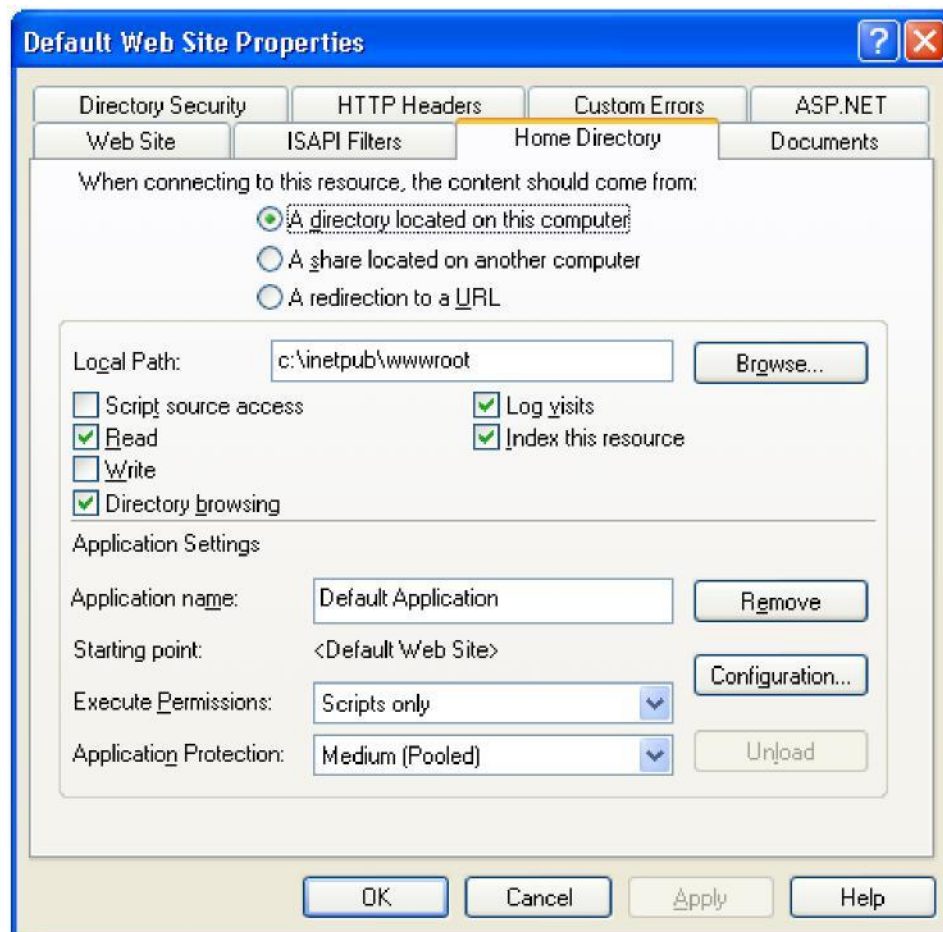 Default Web Site Properties
Directory Security HTTP Headers Custom Errors ASP.NET
Web Site ISAPI Filters Home Directory Documents
When connecting to this resource, the content should come from:
A directory located on this computer
A share located on another computer
A redirection to a URL
Local Path: c:\inetpub\wwwroot Browse...
Script source access Log visits
Read Index this resource
Write
Directory browsing
Application Settings
Application name: Default Application Remove
Starting point: <Default Web Site>
Configuration...
Execute Permissions: Scripts only
Application Protection: Medium (Pooled) Unload
OK Cancel Apply Help